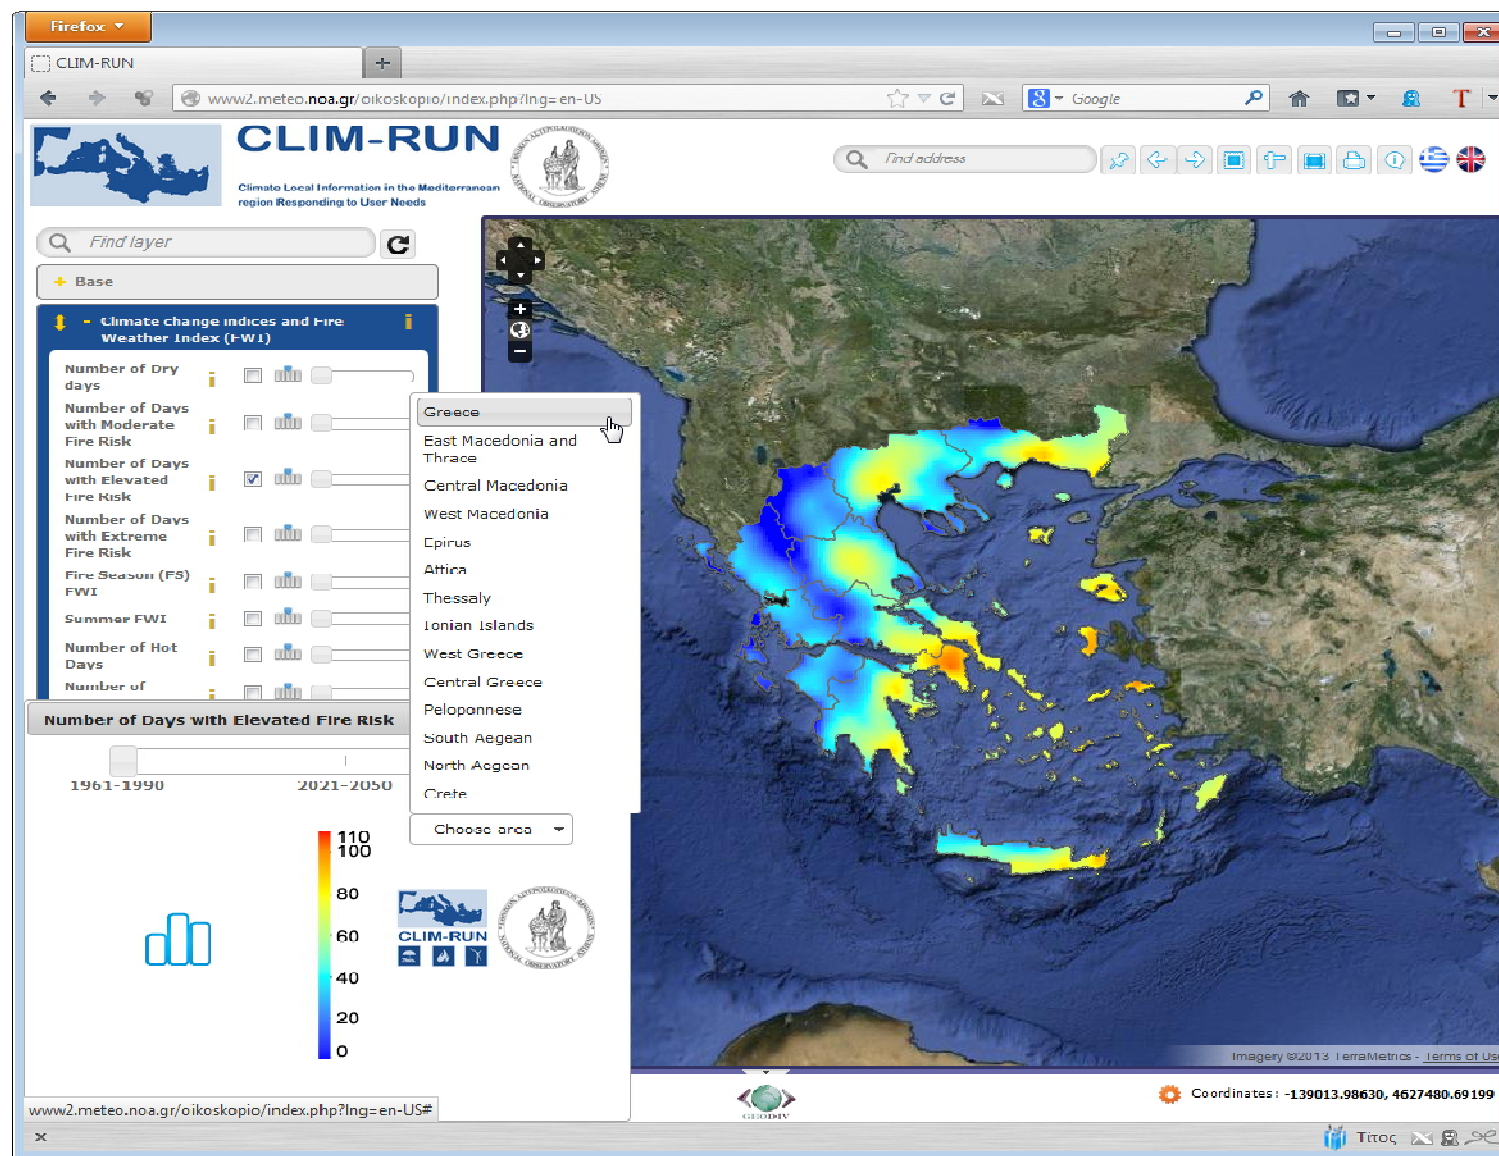 Firefox
CLIM-RUN
www2.meteo.noa.gr/oikoskopio/index.php?lng=en-US
Google
CLIM-RUN
Climate Local Information in the Mediterranean
region Responding to User Needs
Find address
Find layer
Base
Climate change indices and Fire
Weather Index (FWI)
Number of Dry
days
Number of Days
with Moderate
Fire Risk
Number of Days
with Elevated
Fire Risk
Number of Days
with Extreme
Fire Risk
Fire Season (FS)
FWI
Summer FWI
Number of Hot
Days
Number of
Greece
East Macedonia and
Thrace
Central Macedonia
West Macedonia
Epirus
Attica
Thessaly
Ionian Islands
West Greece
Central Greece
Peloponnese
South Aegean
North Aegean
Crete
Choose area
Number of Days with Elevated Fire Risk
1961-1990
2021-2050
110
100
80
60
40
20
0
CLIM-RUN
Imagery ©2013 TerraMetrics - Terms of Us
GEODIV
Coordinates: -139013.98630, 4527480.69199
www2.meteo.noa.gr/oikoskopio/index.php?lng=en-US#
Τίτος